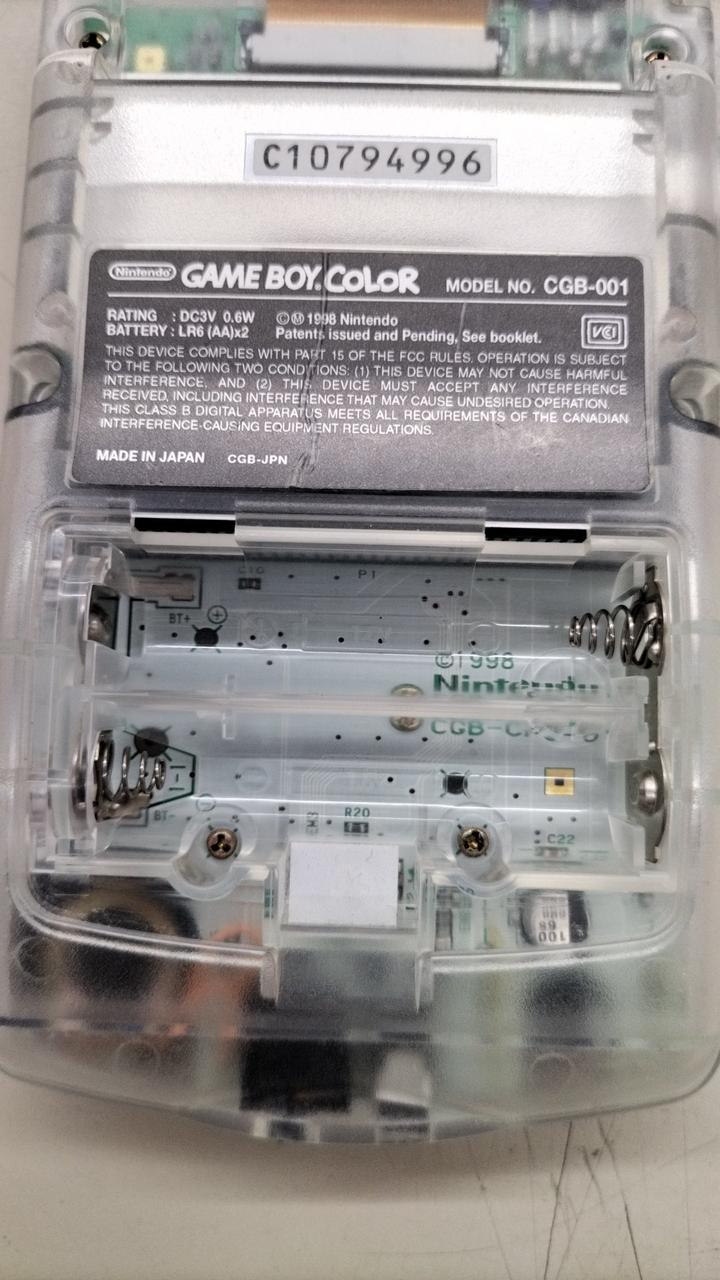 C10794996
Nintendo GAME BOY COLOR MODEL NO. CGB-001
RATING : DC3V 0.6W ©Ⓜ 1998 Nintendo
BATTERY : LR6 (AA)x2 Patents issued and Pending, See booklet.
VCI
THIS DEVICE COMPLIES WITH PART 15 OF THE FCC RULES. OPERATION IS SUBJECT
TO THE FOLLOWING TWO CONDITIONS: (1) THIS DEVICE MAY NOT CAUSE HARMFUL
INTERFERENCE, AND (2) THIS DEVICE MUST ACCEPT ANY INTERFERENCE
RECEIVED, INCLUDING INTERFERENCE THAT MAY CAUSE UNDESIRED OPERATION.
THIS CLASS B DIGITAL APPARATUS MEETS ALL REQUIREMENTS OF THE CANADIAN
INTERFERENCE-CAUSING EQUIPMENT REGULATIONS.
MADE IN JAPAN CGB-JPN
P1
BT+
©1998
Nintendo
BT-
R20
C22
100